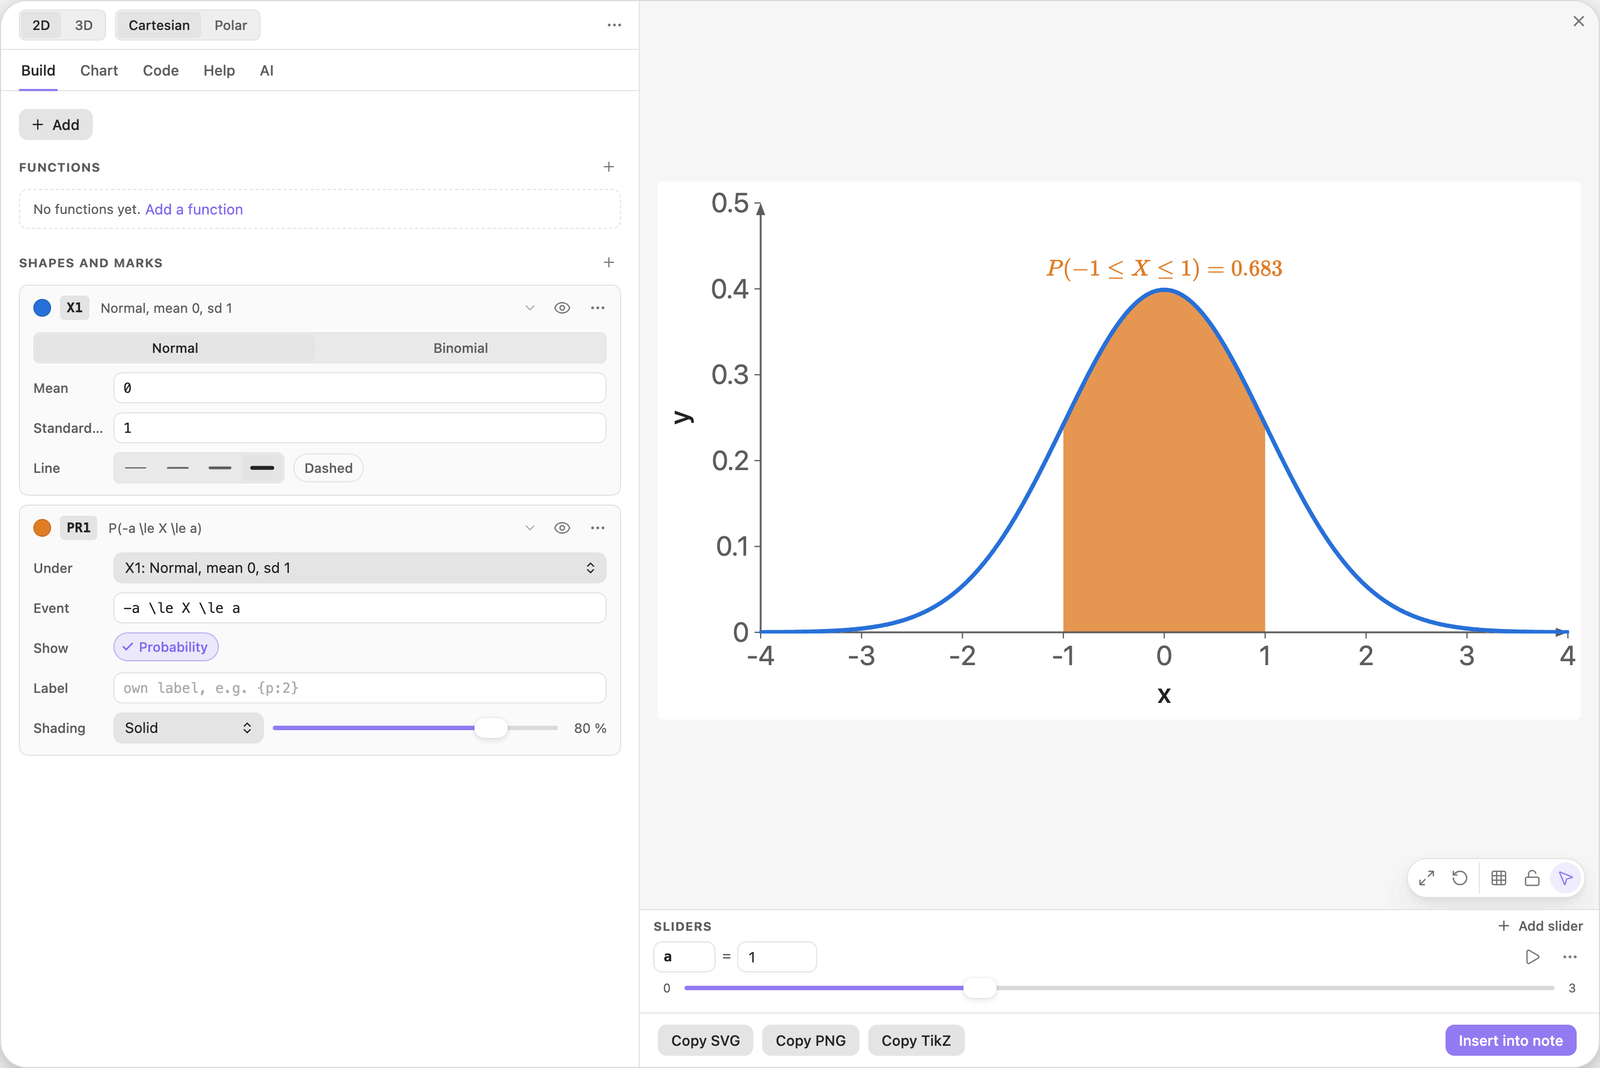 2D 3D Cartesian Polar
Build Chart Code Help AI
+ Add
FUNCTIONS
No functions yet. Add a function
SHAPES AND MARKS
X1 Normal, mean 0, sd 1
Normal Binomial
Mean 0
Standard... 1
Line Dashed
PR1 P(-a \le X \le a)
Under X1: Normal, mean 0, sd 1
Event -a \le X \le a
Show Probability
Label own label, e.g. {p:2}
Shading Solid 80 %
P(−1 ≤ X ≤ 1) = 0.683
0.5
0.4
0.3
0.2
0.1
0
y
-4 -3 -2 -1 0 1 2 3 4
x
SLIDERS + Add slider
a = 1
0 3
Copy SVG Copy PNG Copy TikZ Insert into note